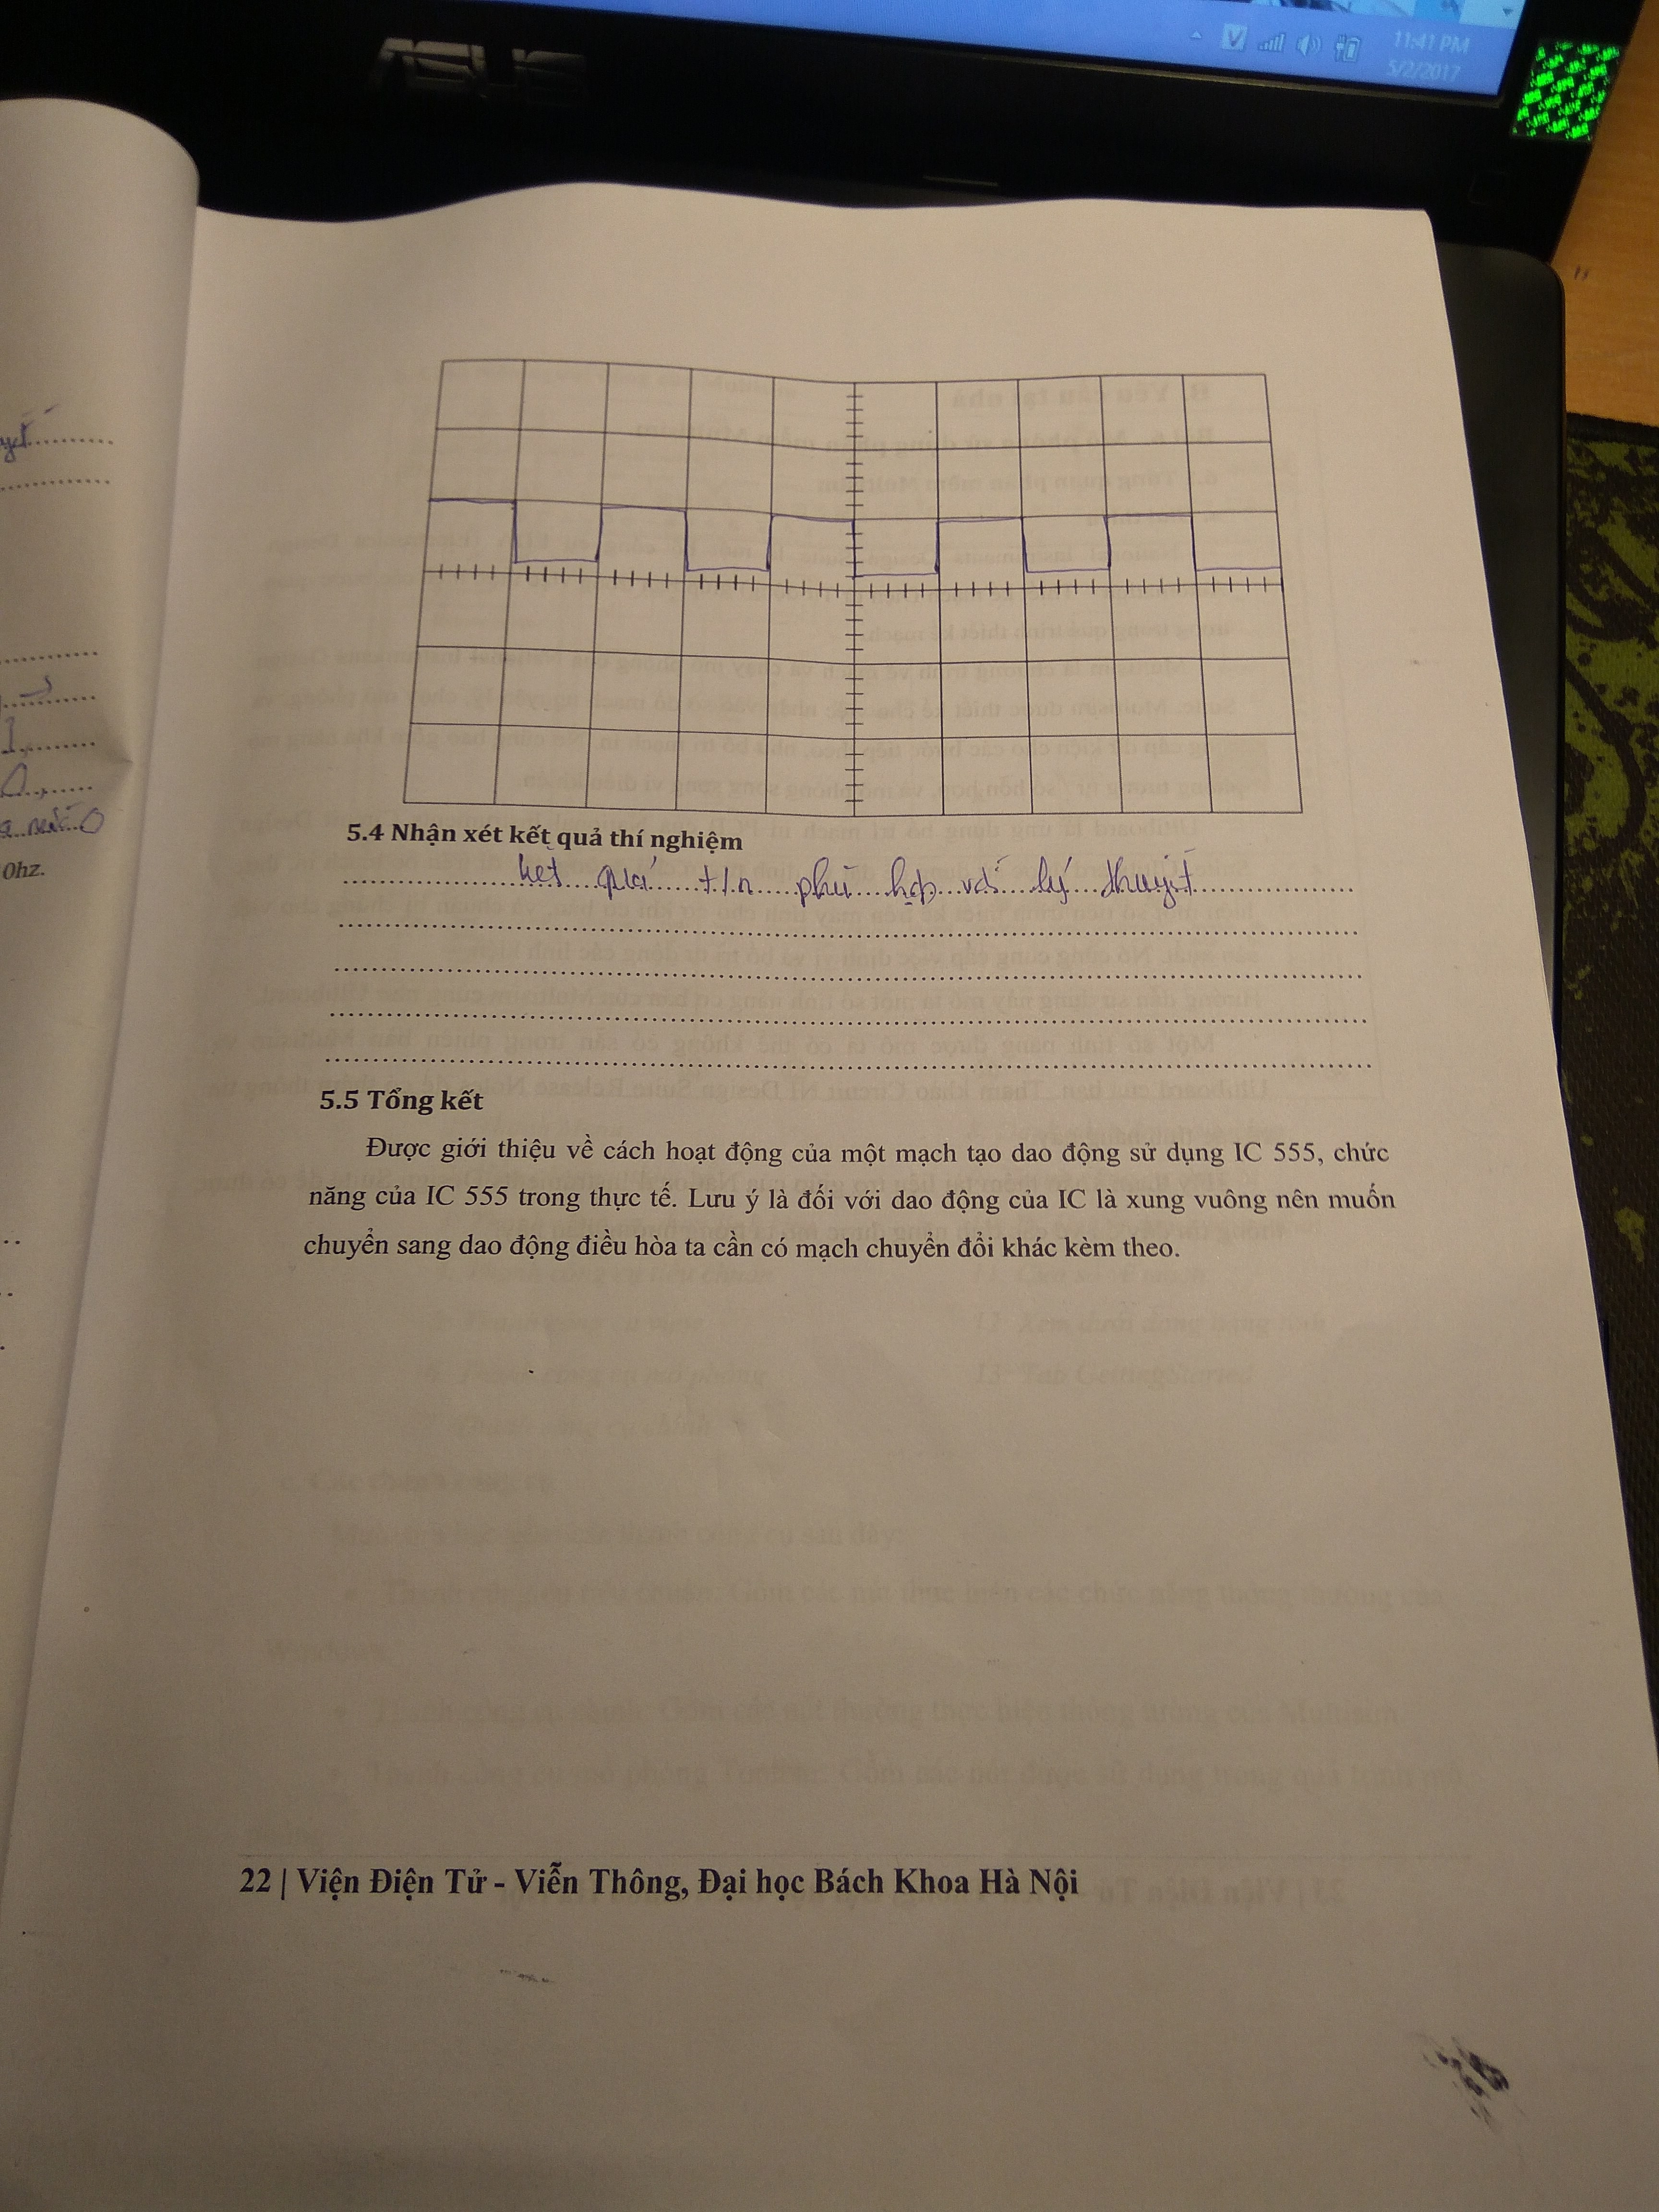 ASUS
11:41 PM
5/2/2017
0hz.
5.4 Nhận xét kết quả thí nghiệm
kết quả t/n phù hợp với lý thuyết
5.5 Tổng kết
Được giới thiệu về cách hoạt động của một mạch tạo dao động sử dụng IC 555, chức
năng của IC 555 trong thực tế. Lưu ý là đối với dao động của IC là xung vuông nên muốn
chuyển sang dao động điều hòa ta cần có mạch chuyển đổi khác kèm theo.
22 | Viện Điện Tử - Viễn Thông, Đại học Bách Khoa Hà Nội